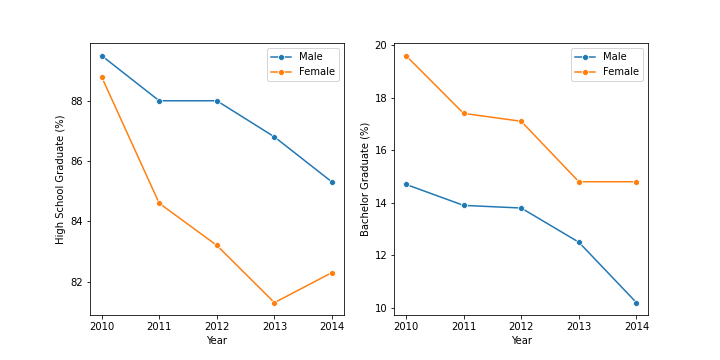 High School Graduate (%)
88
86
84
82
Male
Female
2010 2011 2012 2013 2014
Year
Bachelor Graduate (%)
20
18
16
14
12
10
Male
Female
2010 2011 2012 2013 2014
Year